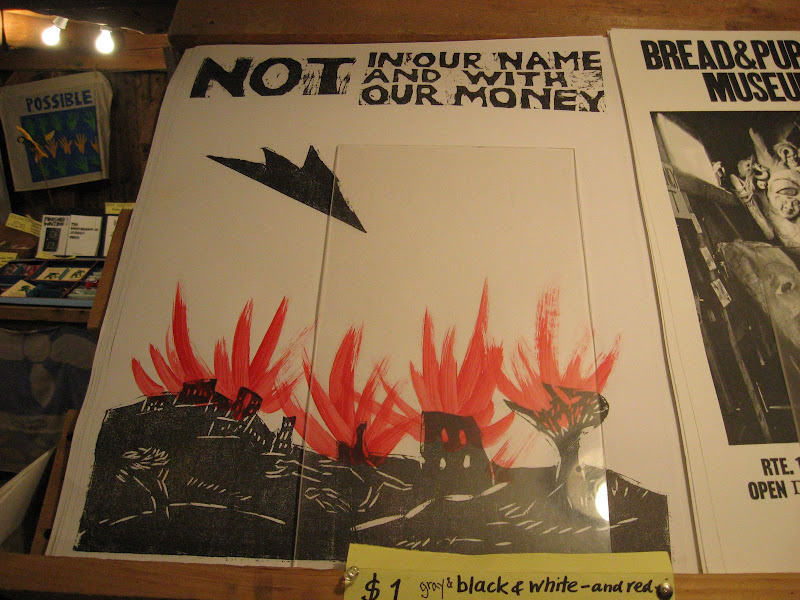 NOT IN OUR NAME
AND WITH
OUR MONEY
BREAD&PUP
MUSEU
RTE. 1
OPEN D
POSSIBLE
$1 gray & black & white-and red